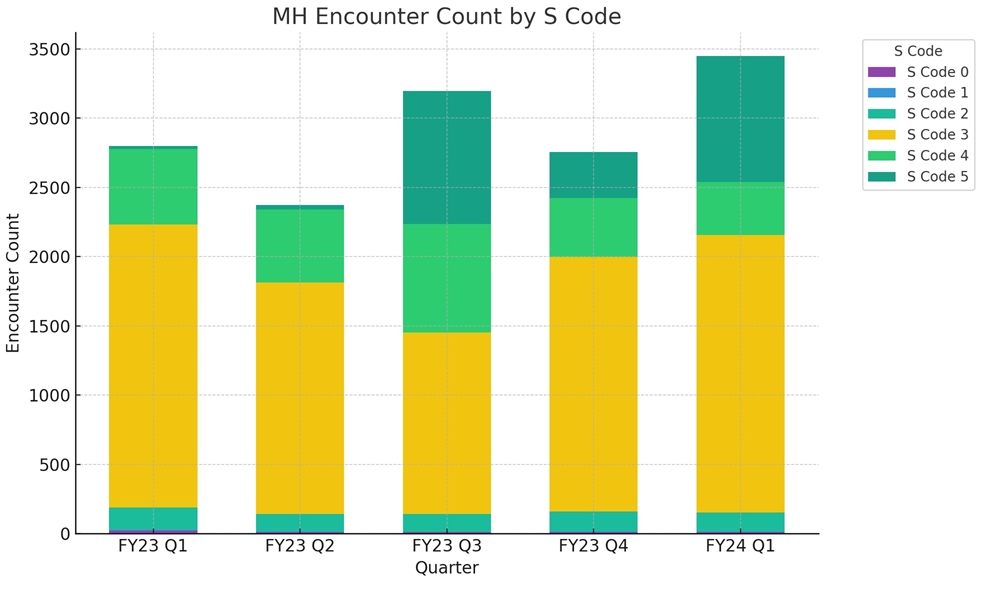 MH Encounter Count by S Code
3500
3000
2500
2000
1500
1000
500
0
Encounter Count
FY23 Q1
FY23 Q2
FY23 Q3
FY23 Q4
FY24 Q1
Quarter
S Code
S Code 0
S Code 1
S Code 2
S Code 3
S Code 4
S Code 5